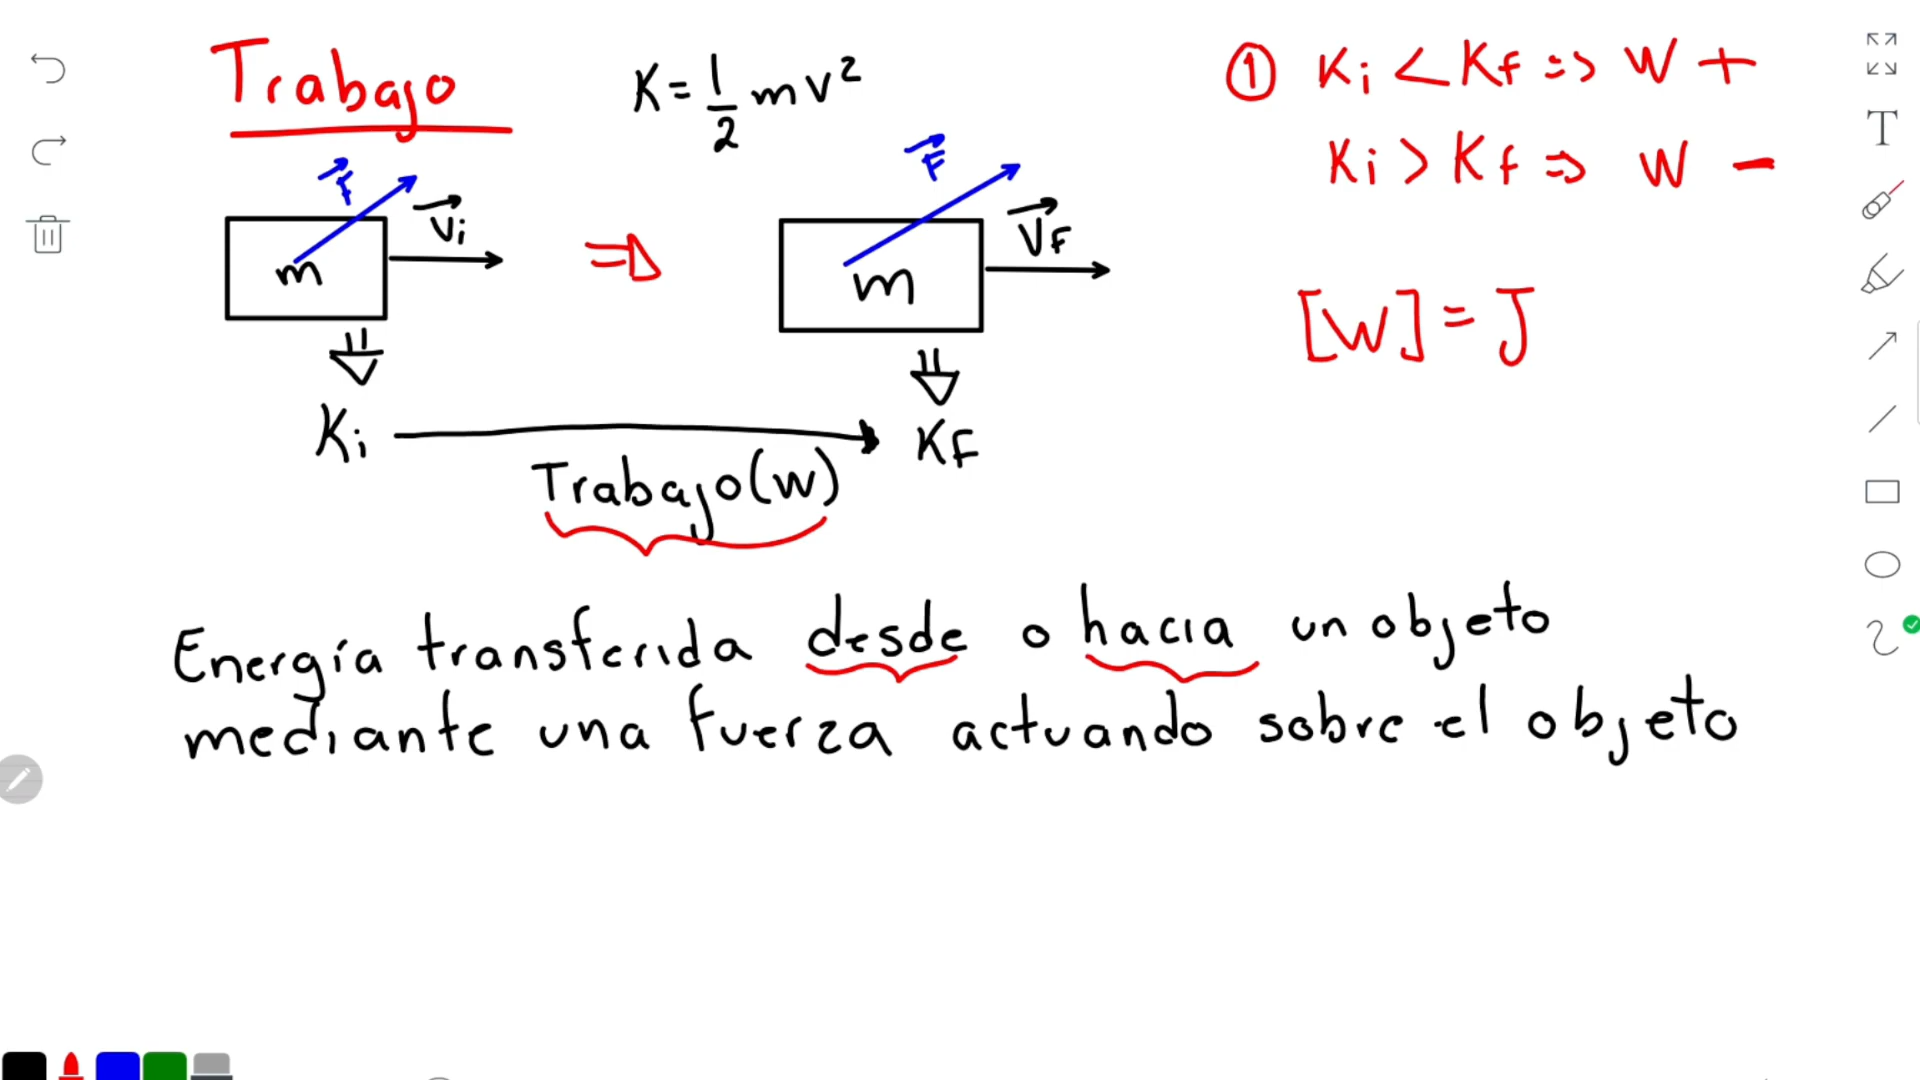 Trabajo
K = 1/2 mv²
① Ki < Kf => W +
Ki > Kf => W -
F
Vi
m
F
Vf
m
[W] = J
Ki
Kf
Trabajo(w)
Energía transferida desde o hacia un objeto
mediante una fuerza actuando sobre el objeto
T